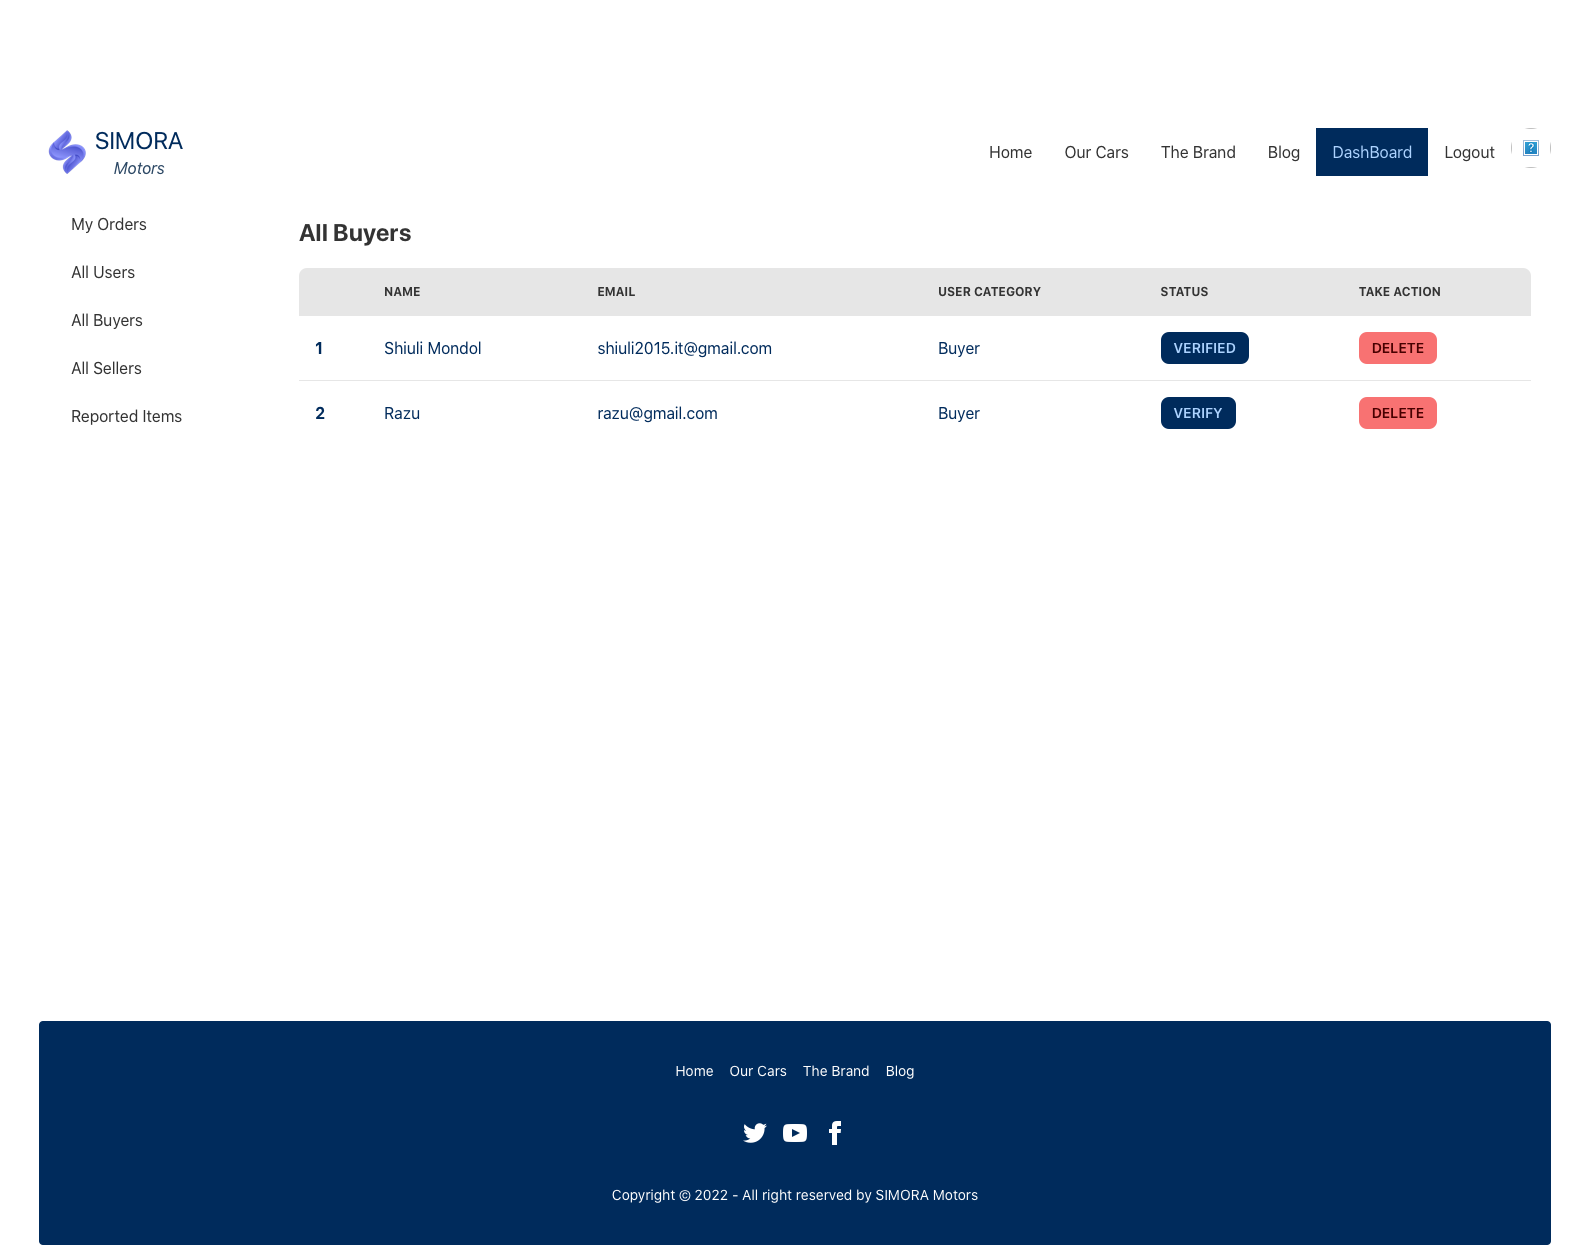 SIMORA
Motors
Home Our Cars The Brand Blog DashBoard Logout
My Orders
All Users
All Buyers
All Sellers
Reported Items
All Buyers
NAME EMAIL USER CATEGORY STATUS TAKE ACTION
1 Shiuli Mondol shiuli2015.it@gmail.com Buyer VERIFIED DELETE
2 Razu razu@gmail.com Buyer VERIFY DELETE
Home Our Cars The Brand Blog
Copyright © 2022 - All right reserved by SIMORA Motors